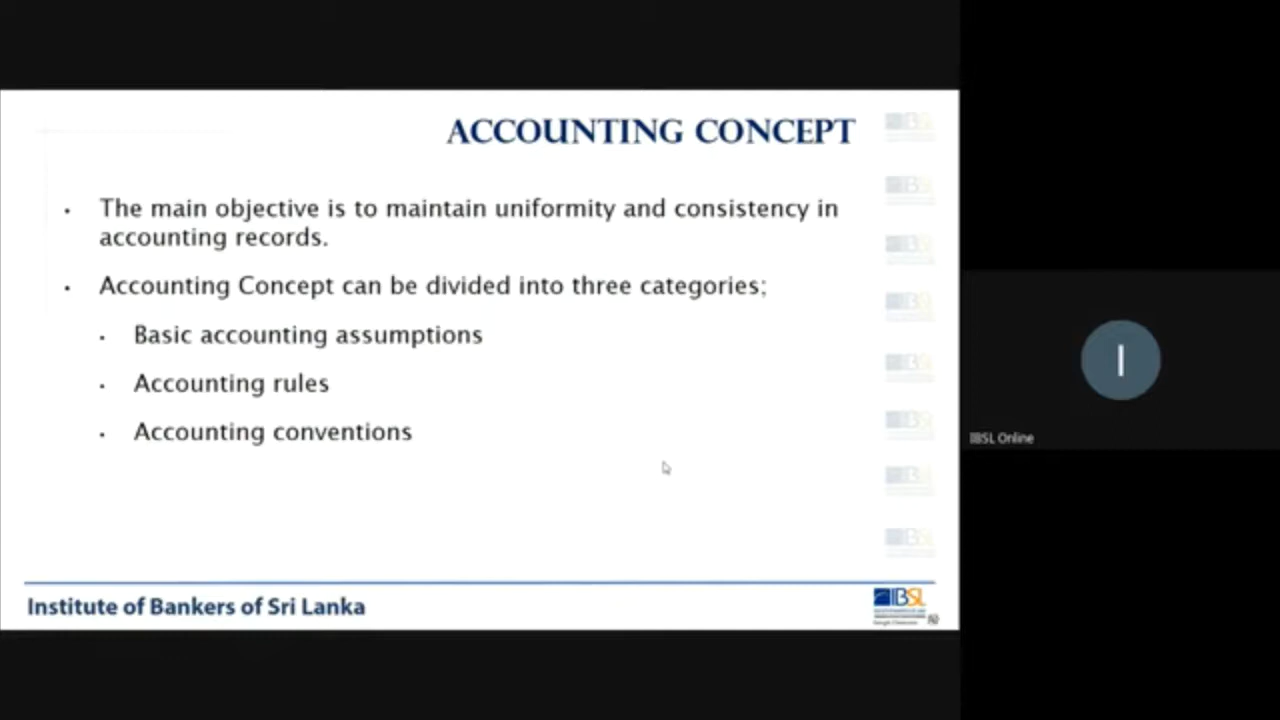 ACCOUNTING CONCEPT
• The main objective is to maintain uniformity and consistency in
accounting records.
• Accounting Concept can be divided into three categories;
• Basic accounting assumptions
• Accounting rules
• Accounting conventions
Institute of Bankers of Sri Lanka
IBSL
I
IBSL Online